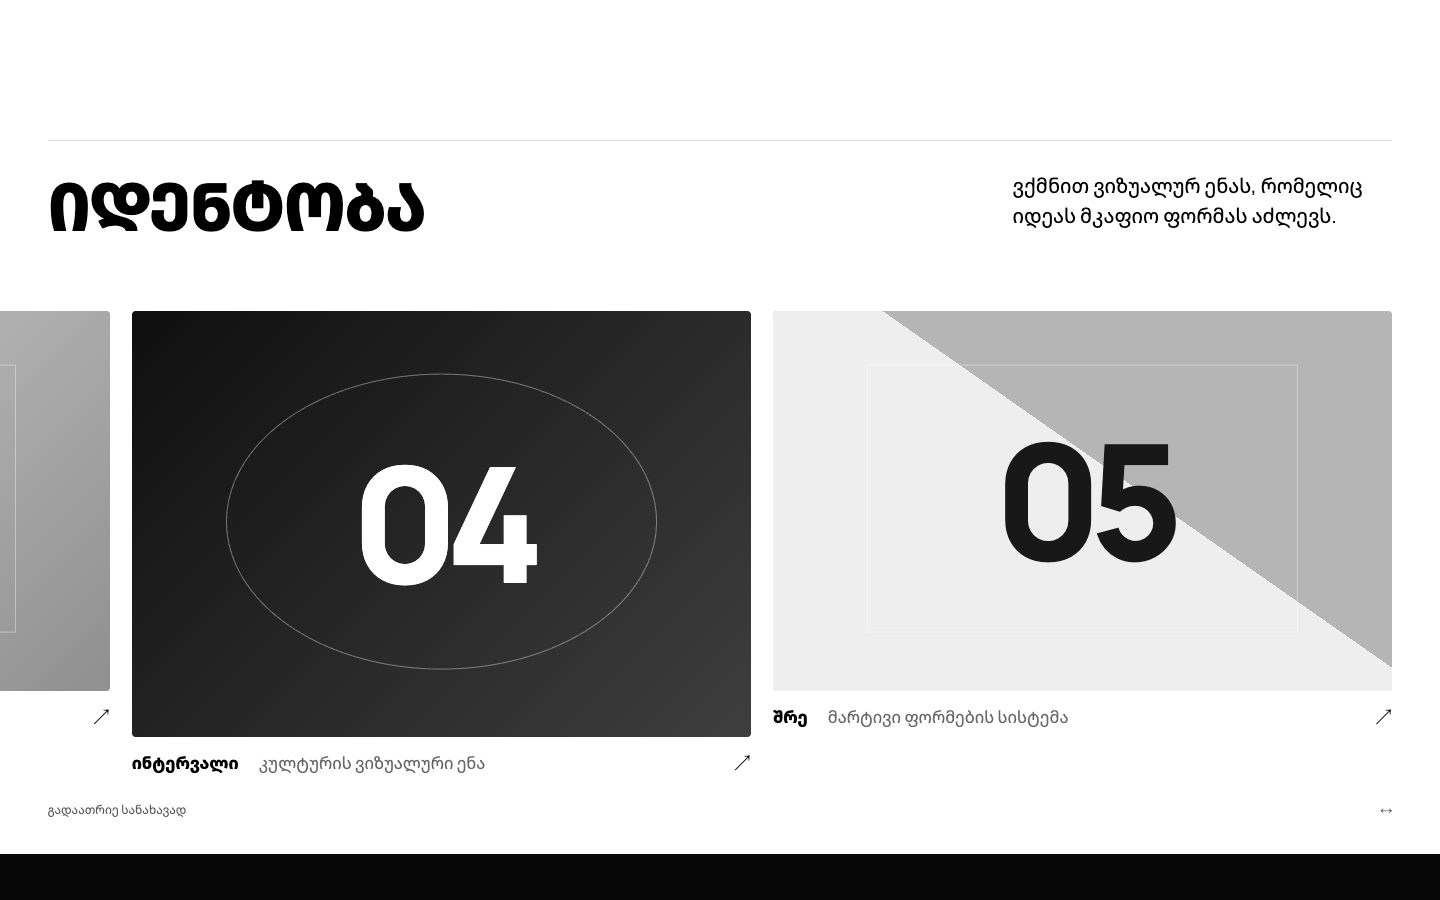 იდენტობა
ვქმნით ვიზუალურ ენას, რომელიც
იდეას მკაფიო ფორმას აძლევს.
04
05
↗
ინტერვალი კულტურის ვიზუალური ენა ↗
შრე მარტივი ფორმების სისტემა ↗
გადაათრიე სანახავად ↔